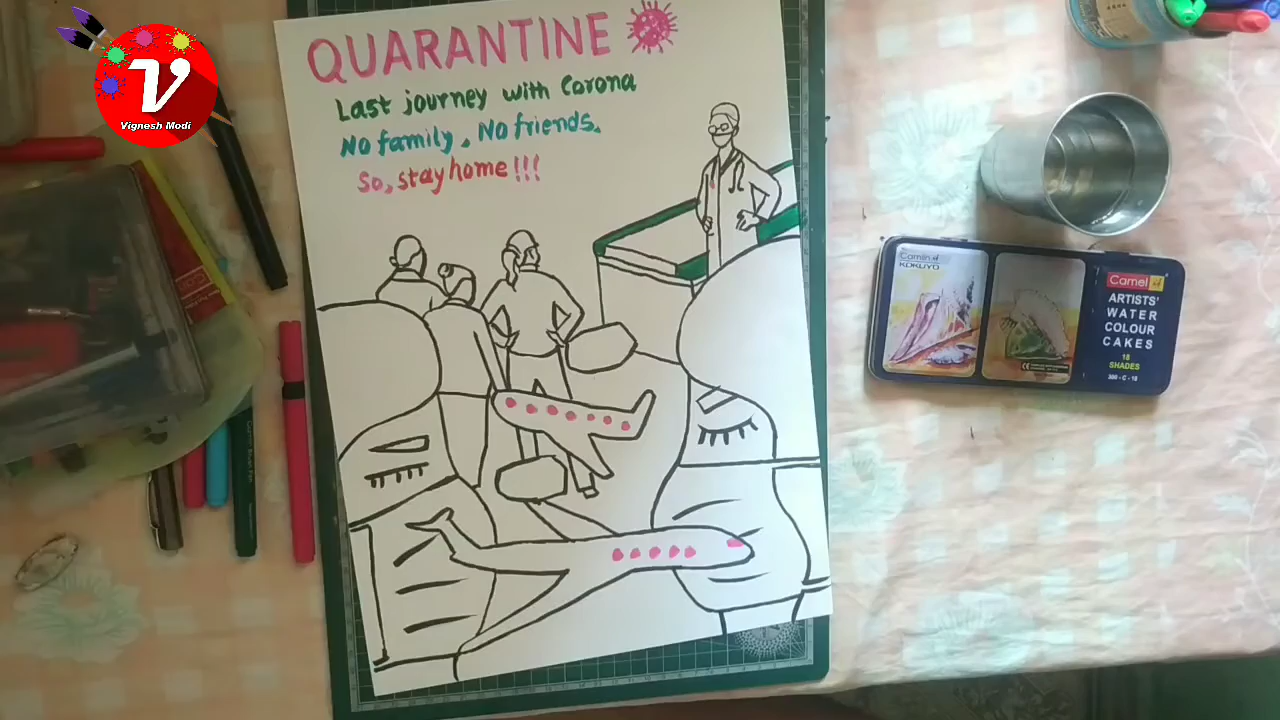 V
Vignesh Modi
QUARANTINE
Last journey with Corona
No family, No friends.
So, stay home !!!
Camlin
KOKUYO
Camel
ARTISTS'
WATER
COLOUR
CAKES
18
SHADES